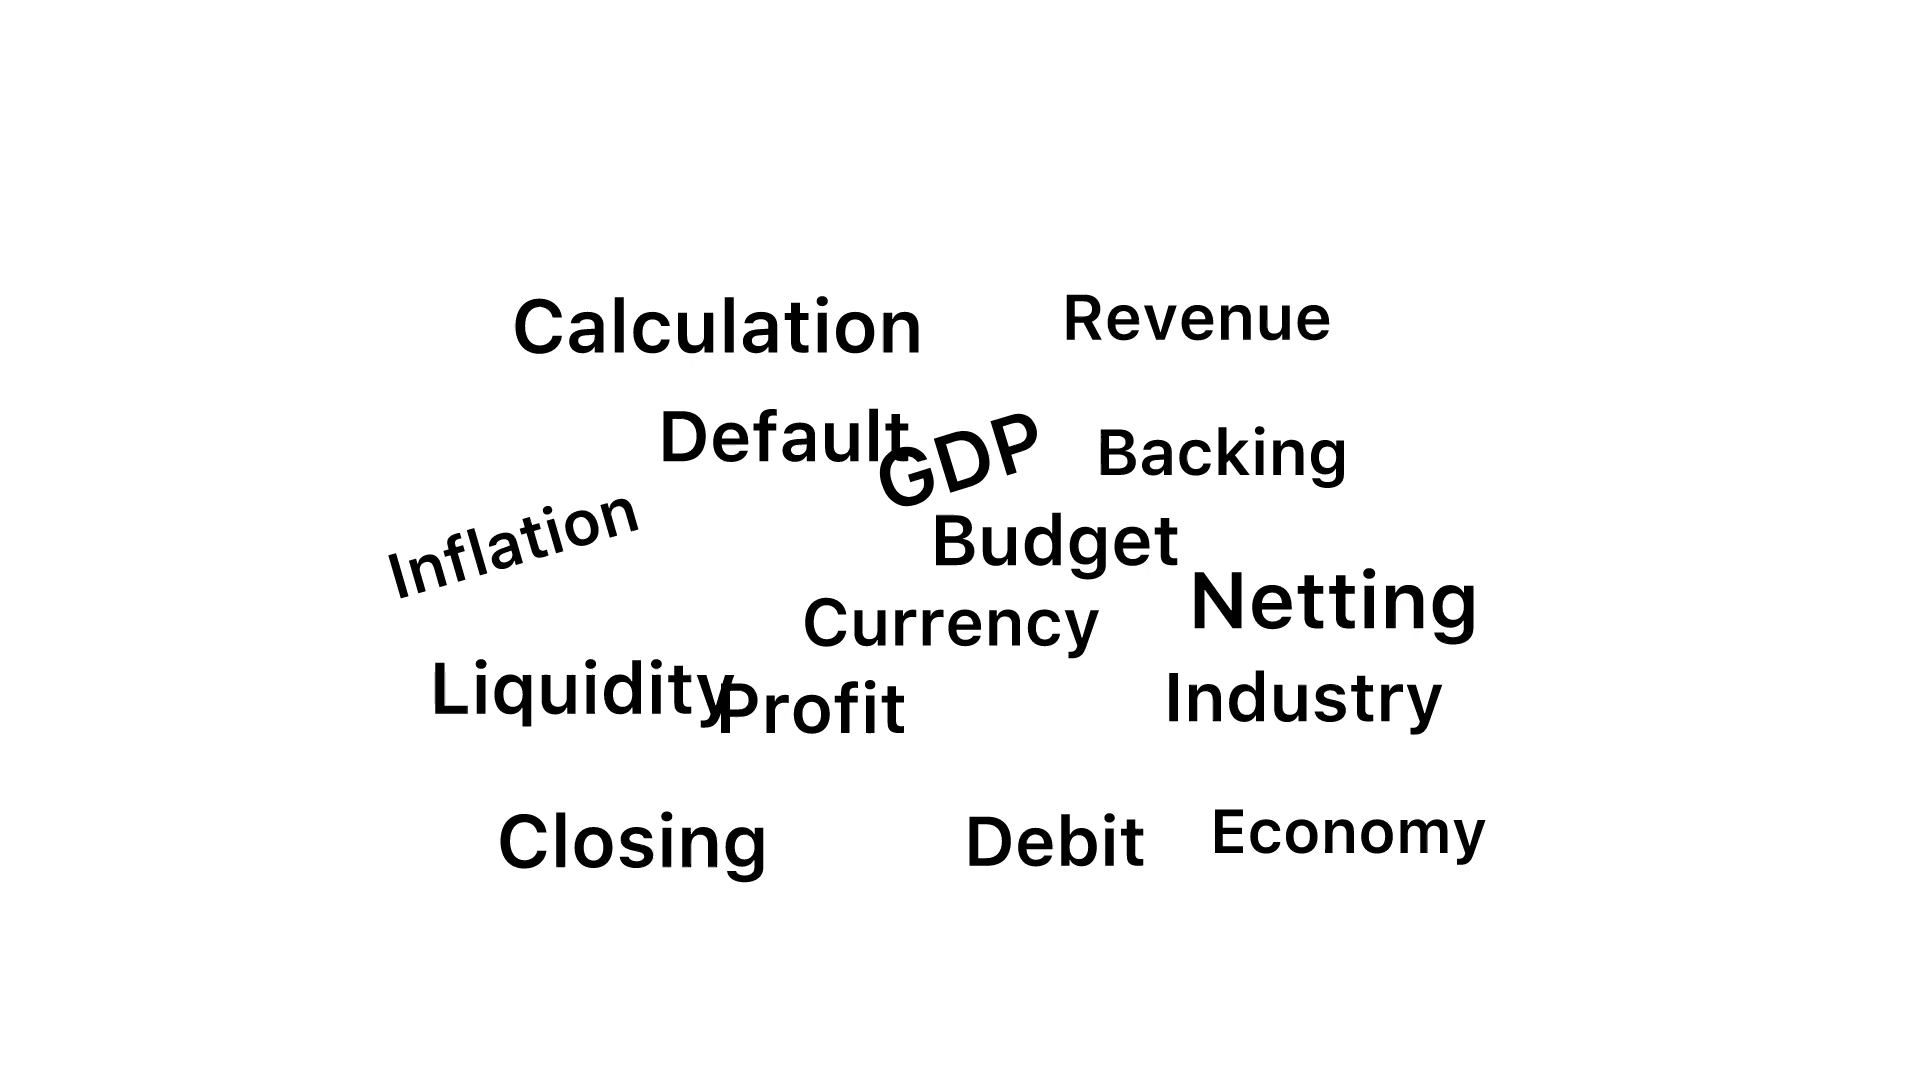 Calculation
Revenue
Default
GDP
Backing
Inflation
Budget
Netting
Currency
Liquidity
Profit
Industry
Closing
Debit
Economy